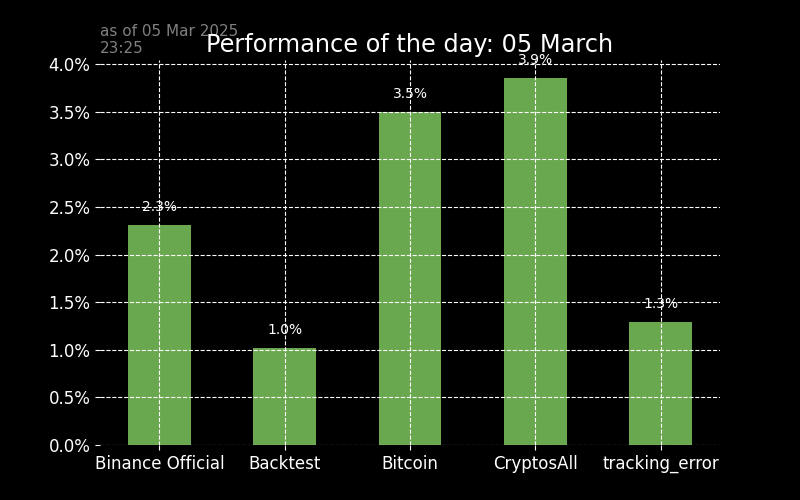 as of 05 Mar 2025
23:25
Performance of the day: 05 March
4.0%
3.5%
3.0%
2.5%
2.0%
1.5%
1.0%
0.5%
0.0%
2.3%
1.0%
3.5%
3.9%
1.3%
Binance Official
Backtest
Bitcoin
CryptosAll
tracking_error